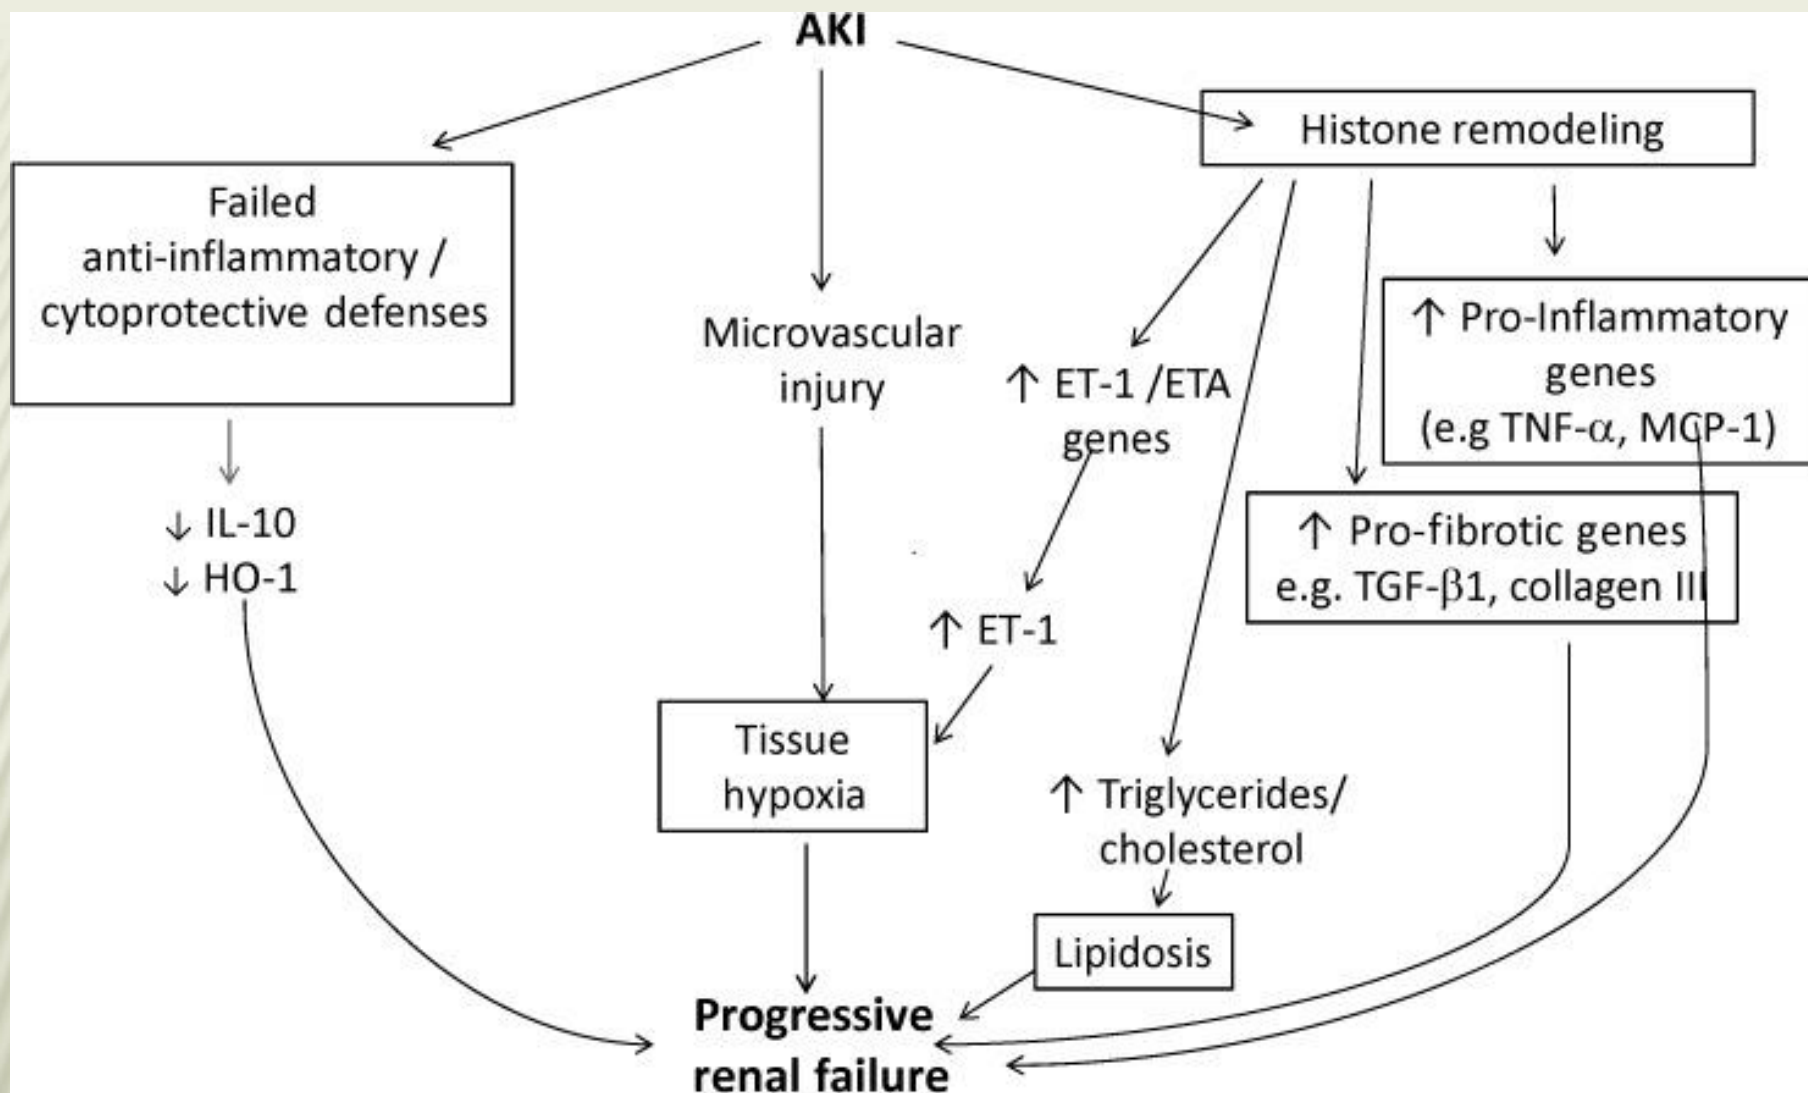 AKI
Histone remodeling
Failed
anti-inflammatory /
cytoprotective defenses
Microvascular
injury
↑ ET-1 /ETA
genes
↑ Pro-Inflammatory
genes
(e.g TNF-α, MCP-1)
↓ IL-10
↓ HO-1
↑ Pro-fibrotic genes
e.g. TGF-β1, collagen III
↑ ET-1
Tissue
hypoxia
↑ Triglycerides/
cholesterol
Lipidosis
Progressive
renal failure